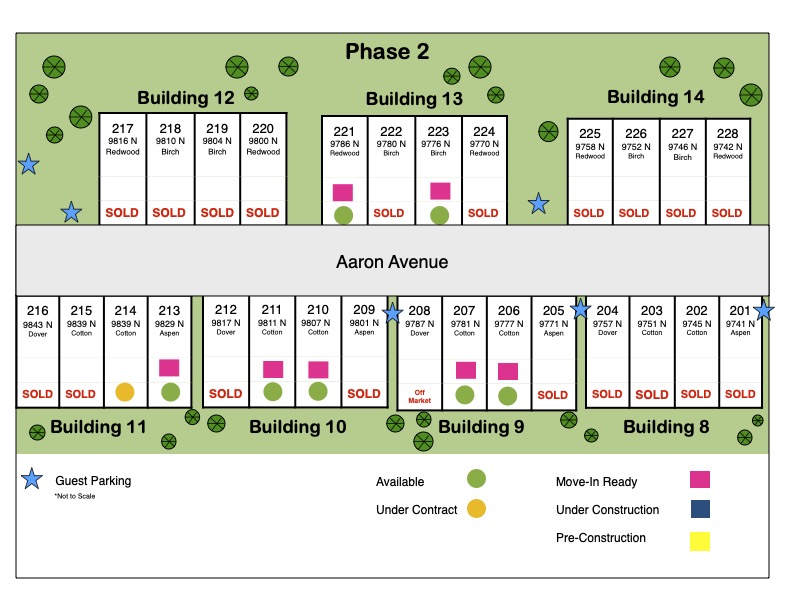 Phase 2
Building 12
Building 13
Building 14
217 218 219 220
9816 N 9810 N 9804 N 9800 N
Redwood Birch Birch Redwood
SOLD SOLD SOLD SOLD
221 222 223 224
9786 N 9780 N 9776 N 9770 N
Redwood Birch Birch Redwood
SOLD SOLD
225 226 227 228
9758 N 9752 N 9746 N 9742 N
Redwood Birch Birch Redwood
SOLD SOLD SOLD SOLD
Aaron Avenue
216 215 214 213
9843 N 9839 N 9839 N 9829 N
Dover Cotton Cotton Aspen
SOLD SOLD
212 211 210 209
9817 N 9811 N 9807 N 9801 N
Dover Cotton Cotton Aspen
SOLD SOLD
208 207 206 205
9787 N 9781 N 9777 N 9771 N
Dover Cotton Cotton Aspen
Off
Market
SOLD
204 203 202 201
9757 N 9751 N 9745 N 9741 N
Dover Cotton Cotton Aspen
SOLD SOLD SOLD SOLD
Building 11
Building 10
Building 9
Building 8
Guest Parking
*Not to Scale
Available
Under Contract
Move-In Ready
Under Construction
Pre-Construction